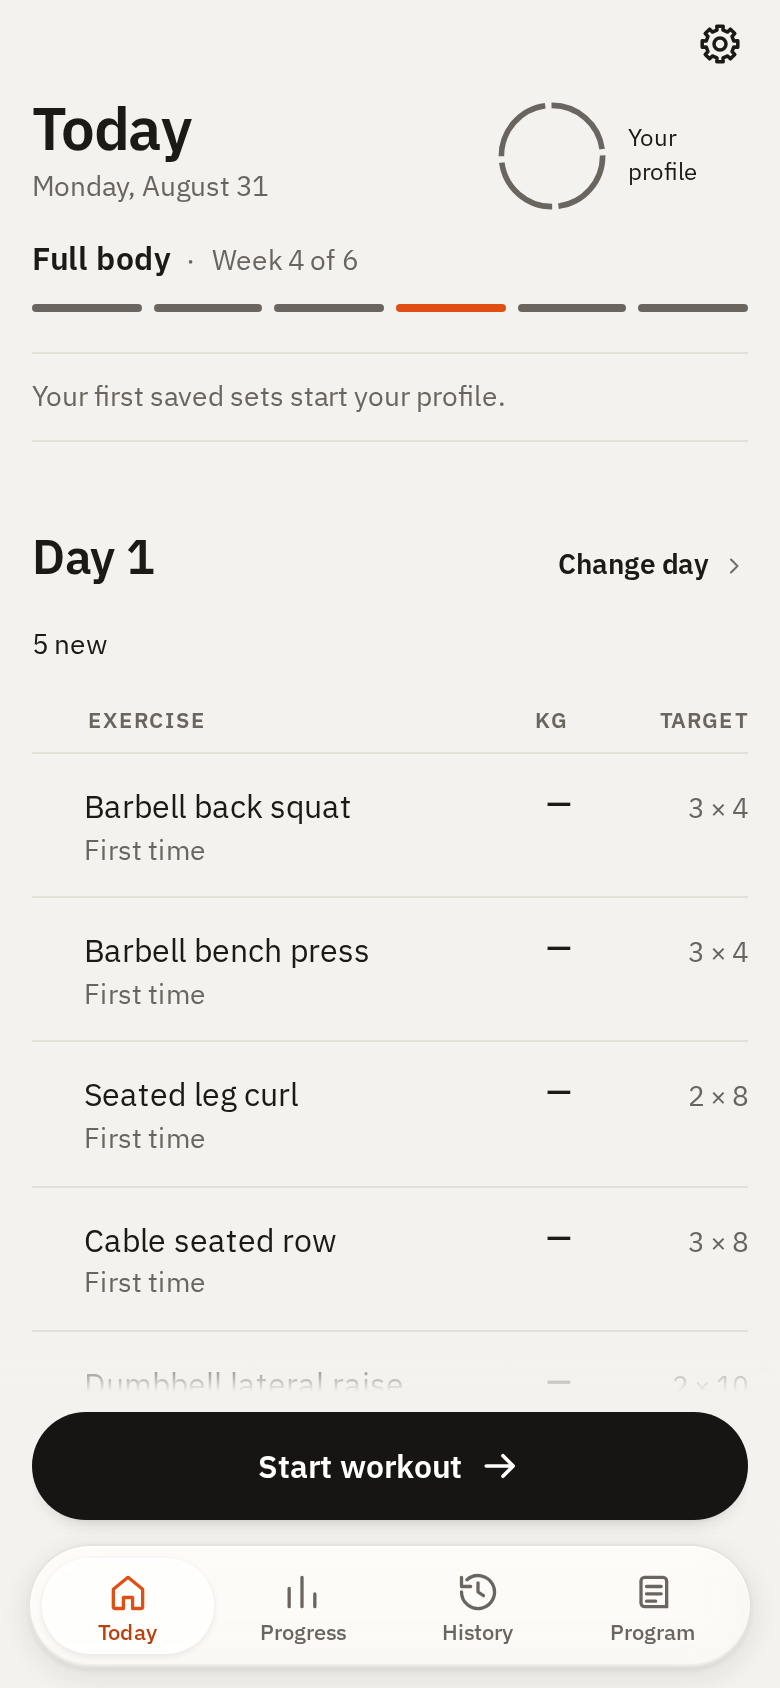 Today
Monday, August 31
Your
profile
Full body · Week 4 of 6
Your first saved sets start your profile.
Day 1
Change day
5 new
EXERCISE KG TARGET
Barbell back squat — 3 × 4
First time
Barbell bench press — 3 × 4
First time
Seated leg curl — 2 × 8
First time
Cable seated row — 3 × 8
First time
Dumbbell lateral raise — 2 × 10
Start workout →
Today Progress History Program